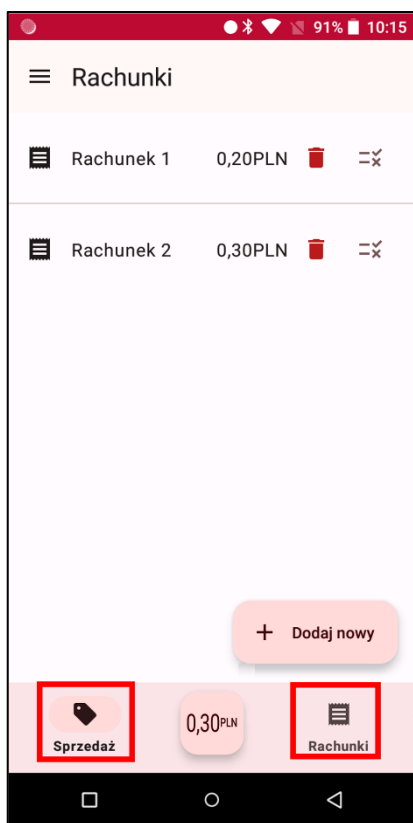 91% 10:15
Rachunki
Rachunek 1 0,20PLN
Rachunek 2 0,30PLN
+ Dodaj nowy
Sprzedaż 0,30PLN Rachunki